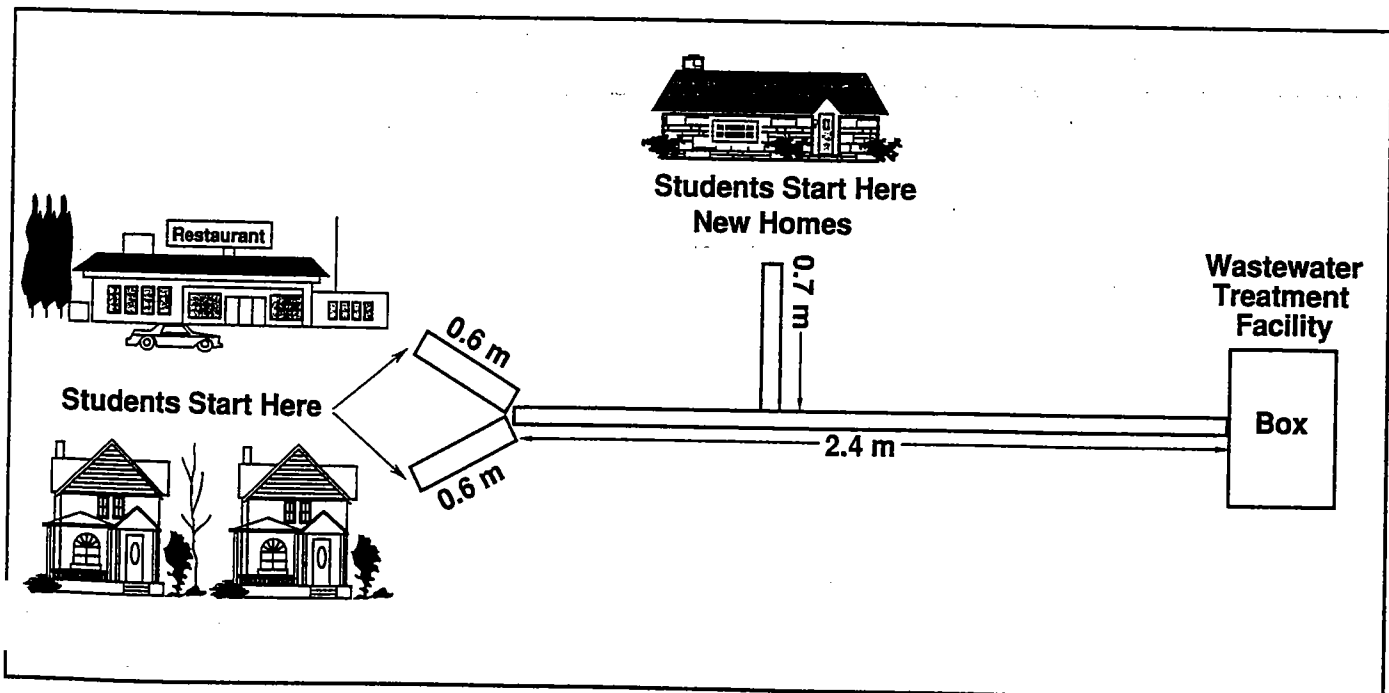 Students Start Here
New Homes
Restaurant
0.7 m
Wastewater
Treatment
Facility
0.6 m
Students Start Here
Box
2.4 m
0.6 m